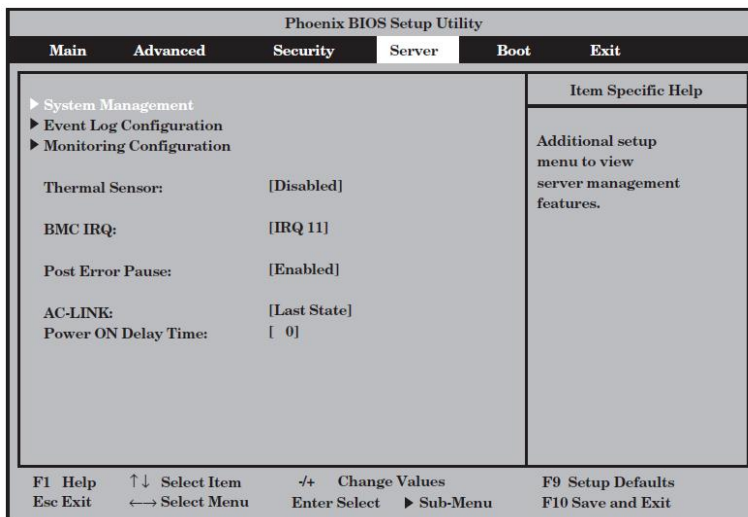 Phoenix BIOS Setup Utility
Main Advanced Security Server Boot Exit
▶ System Management
▶ Event Log Configuration
▶ Monitoring Configuration
Thermal Sensor: [Disabled]
BMC IRQ: [IRQ 11]
Post Error Pause: [Enabled]
AC-LINK: [Last State]
Power ON Delay Time: [ 0]
Item Specific Help
Additional setup
menu to view
server management
features.
F1 Help ↑↓ Select Item -/+ Change Values F9 Setup Defaults
Esc Exit ←→ Select Menu Enter Select ▶ Sub-Menu F10 Save and Exit